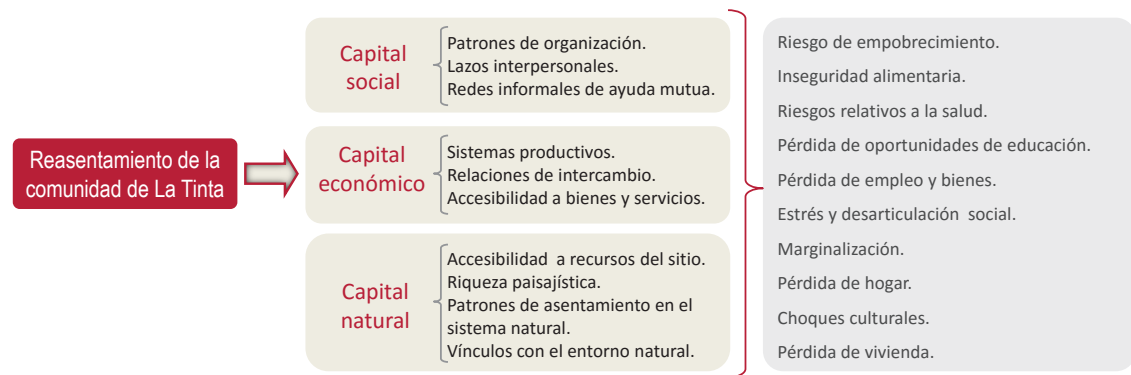 Reasentamiento de la
comunidad de La Tinta
Capital
social
Patrones de organización.
Lazos interpersonales.
Redes informales de ayuda mutua.
Capital
económico
Sistemas productivos.
Relaciones de intercambio.
Accesibilidad a bienes y servicios.
Capital
natural
Accesibilidad a recursos del sitio.
Riqueza paisajística.
Patrones de asentamiento en el
sistema natural.
Vínculos con el entorno natural.
Riesgo de empobrecimiento.
Inseguridad alimentaria.
Riesgos relativos a la salud.
Pérdida de oportunidades de educación.
Pérdida de empleo y bienes.
Estrés y desarticulación social.
Marginalización.
Pérdida de hogar.
Choques culturales.
Pérdida de vivienda.